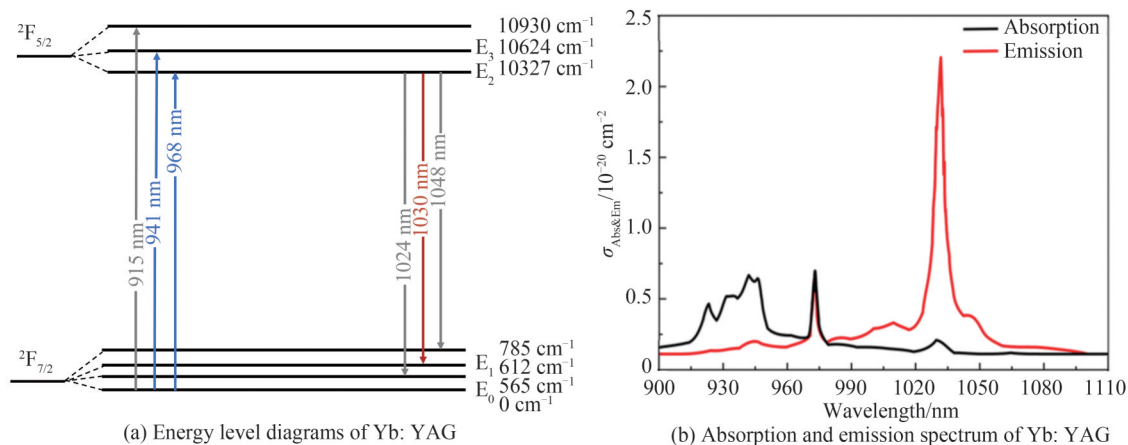 ²F₅/₂
10930 cm⁻¹
E₃ 10624 cm⁻¹
E₂ 10327 cm⁻¹
915 nm
941 nm
968 nm
1024 nm
1030 nm
1048 nm
²F₇/₂
785 cm⁻¹
E₁ 612 cm⁻¹
565 cm⁻¹
E₀ 0 cm⁻¹
(a) Energy level diagrams of Yb: YAG
Absorption
Emission
σAbs&Em/10⁻²⁰ cm⁻²
2.5
2.0
1.5
1.0
0.5
0
900 930 960 990 1020 1050 1080 1110
Wavelength/nm
(b) Absorption and emission spectrum of Yb: YAG